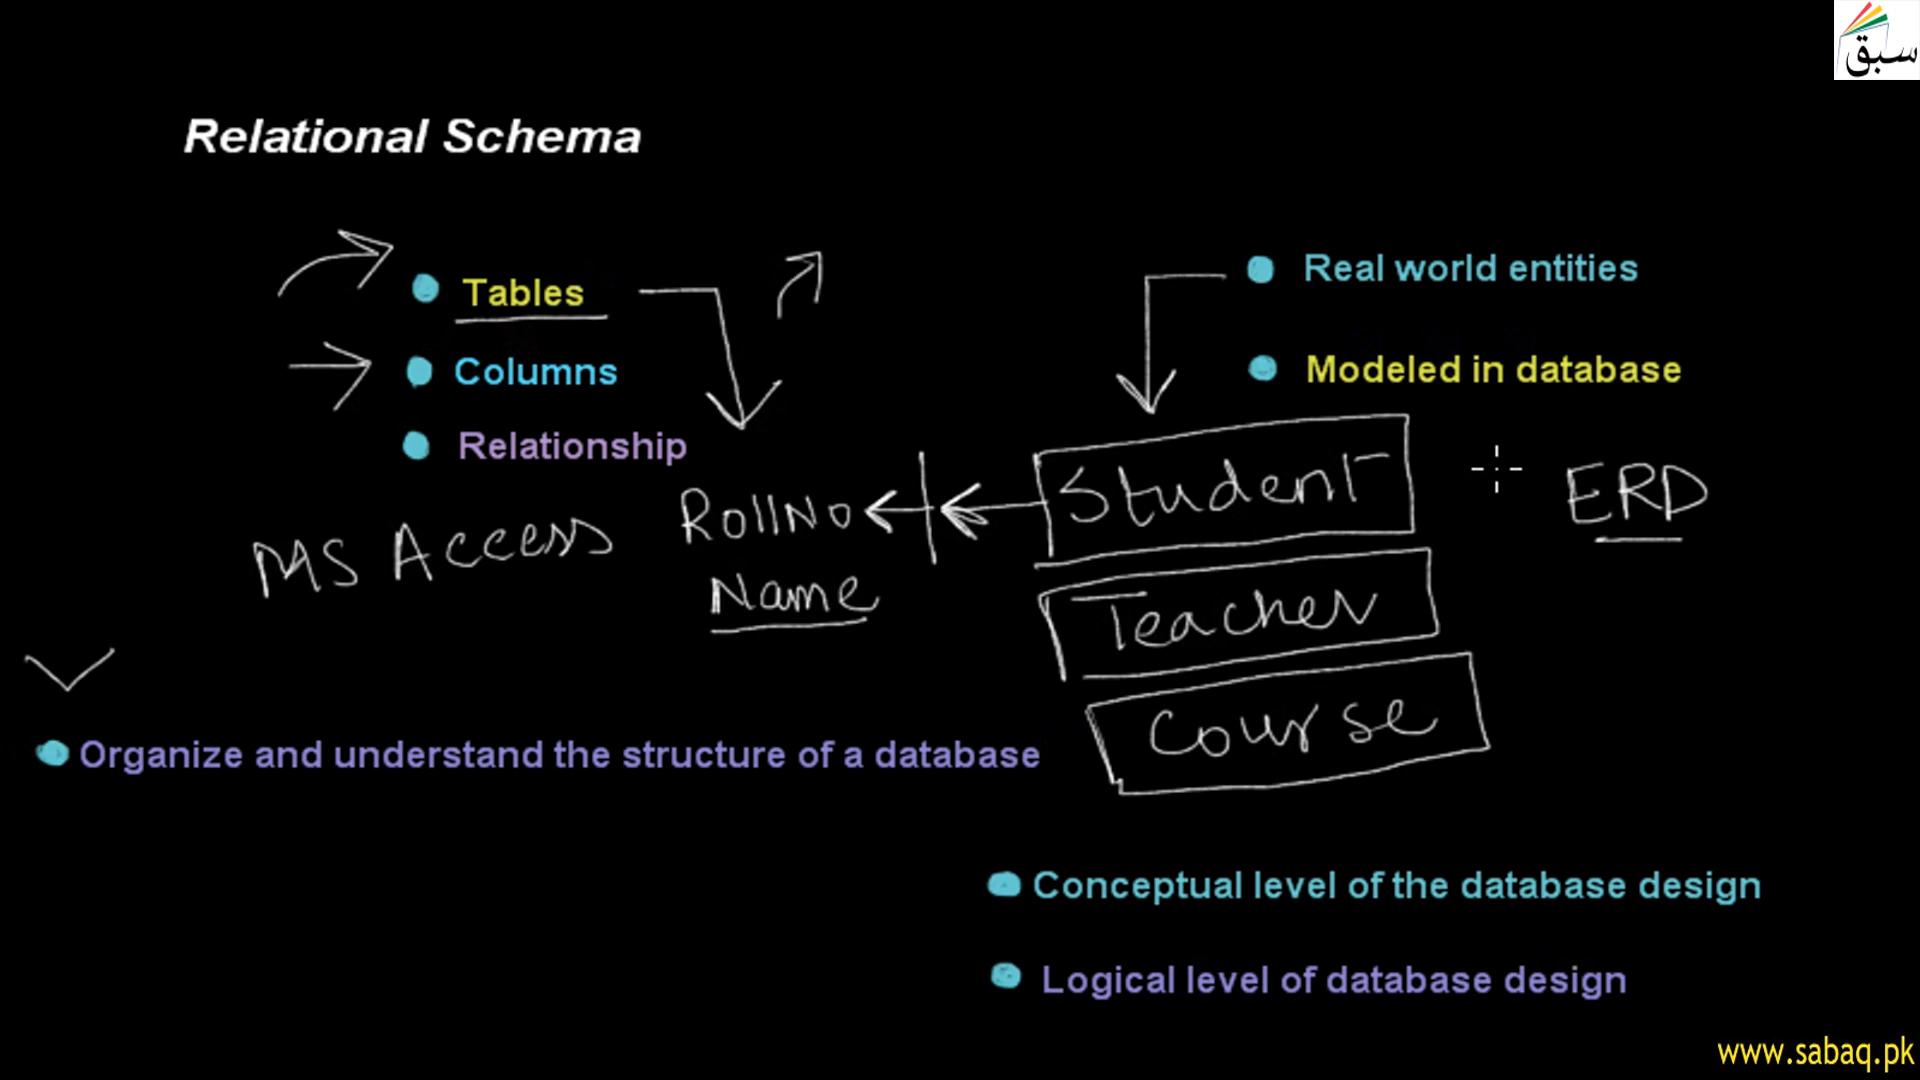 سبق
Relational Schema
Tables
Columns
Relationship
Real world entities
Modeled in database
MS Access
RollNo
Name
Student
Teacher
Course
ERD
Organize and understand the structure of a database
Conceptual level of the database design
Logical level of database design
www.sabaq.pk